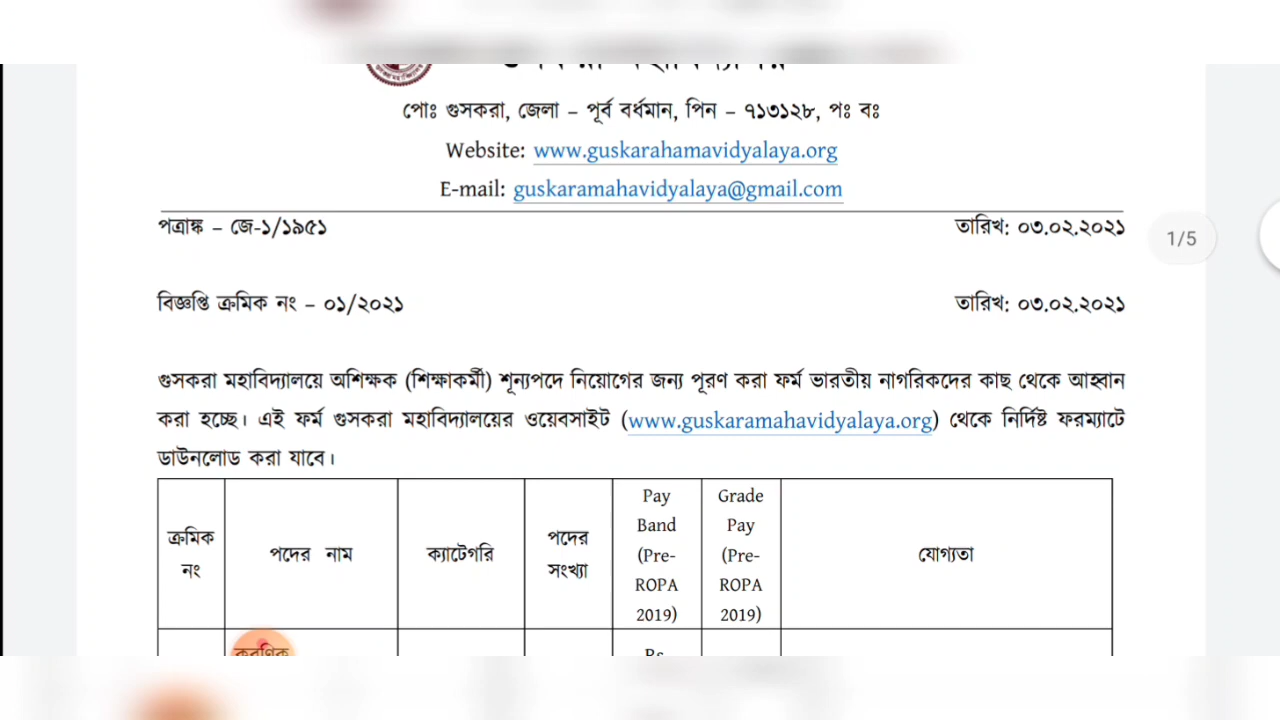 পোঃ গুসকরা, জেলা – পূর্ব বর্ধমান, পিন – ৭১৩১২৮, পঃ বঃ
Website: www.guskarahamavidyalaya.org
E-mail: guskaramahavidyalaya@gmail.com
পত্রাঙ্ক – জে-১/১৯৫১ তারিখ: ০৩.০২.২০২১
1/5
বিজ্ঞপ্তি ক্রমিক নং – ০১/২০২১ তারিখ: ০৩.০২.২০২১
গুসকরা মহাবিদ্যালয়ে অশিক্ষক (শিক্ষাকর্মী) শূন্যপদে নিয়োগের জন্য পূরণ করা ফর্ম ভারতীয় নাগরিকদের কাছ থেকে আহ্বান
করা হচ্ছে। এই ফর্ম গুসকরা মহাবিদ্যালয়ের ওয়েবসাইট (www.guskaramahavidyalaya.org) থেকে নির্দিষ্ট ফরম্যাটে
ডাউনলোড করা যাবে।
ক্রমিক
নং
পদের নাম
ক্যাটেগরি
পদের
সংখ্যা
Pay
Band
(Pre-
ROPA
2019)
Grade
Pay
(Pre-
ROPA
2019)
যোগ্যতা
করণিক
Rs.